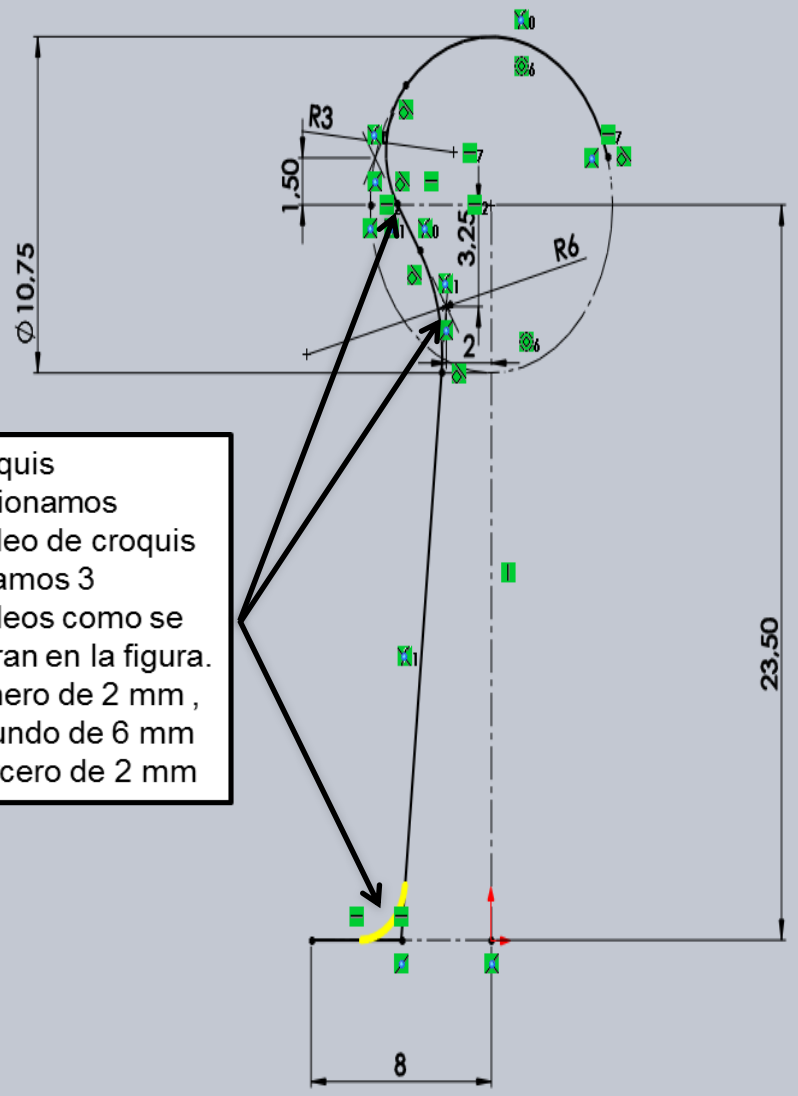 R3
1,50
Ø 10,75
3,25
R6
2
quis
ionamos
leo de croquis
amos 3
leos como se
ran en la figura.
nero de 2 mm ,
undo de 6 mm
cero de 2 mm
23,50
8